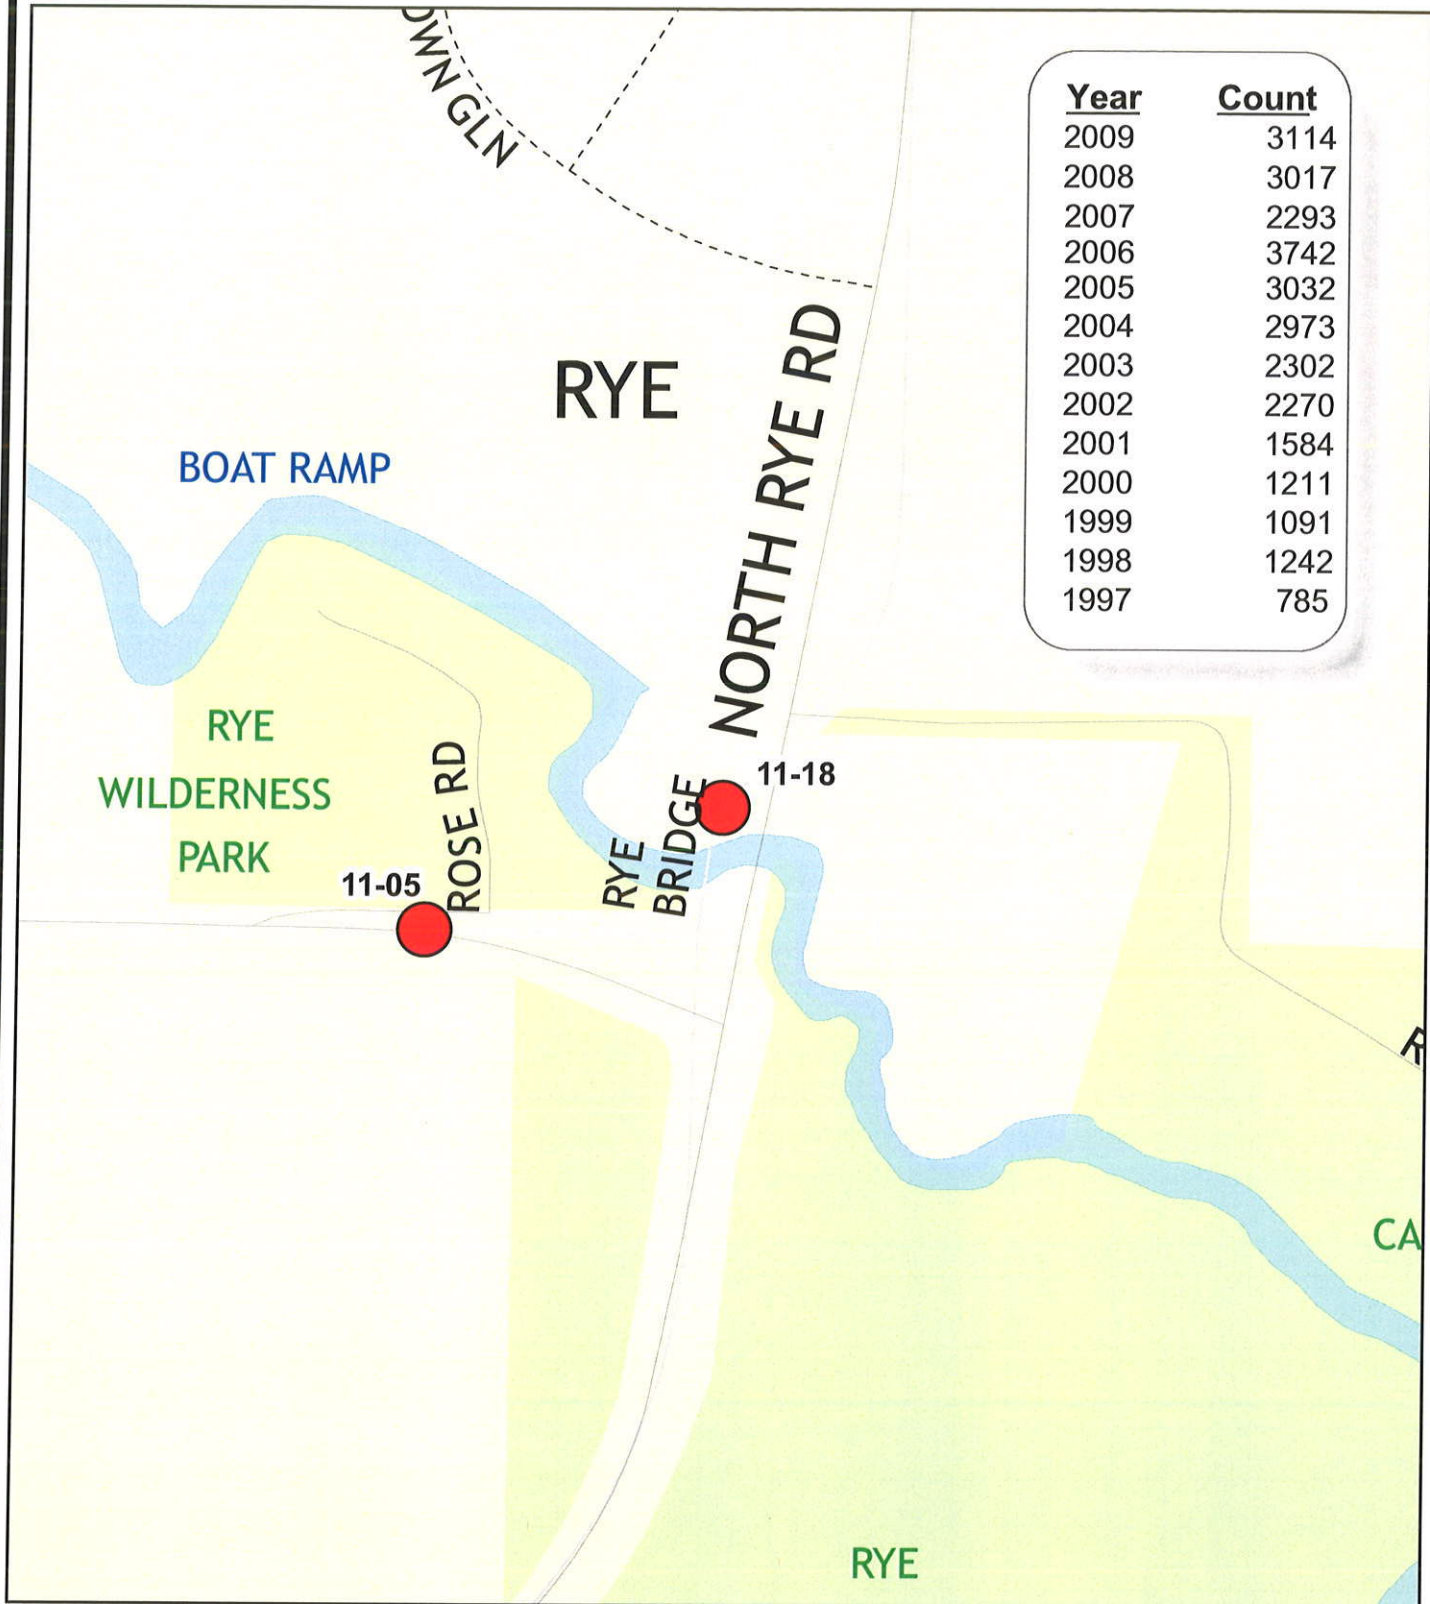 OWN GLN
Year Count
2009 3114
2008 3017
2007 2293
2006 3742
2005 3032
2004 2973
2003 2302
2002 2270
2001 1584
2000 1211
1999 1091
1998 1242
1997 785
RYE
NORTH RYE RD
BOAT RAMP
RYE
WILDERNESS
PARK
ROSE RD
11-05
RYE
BRIDGE
11-18
R
CA
RYE